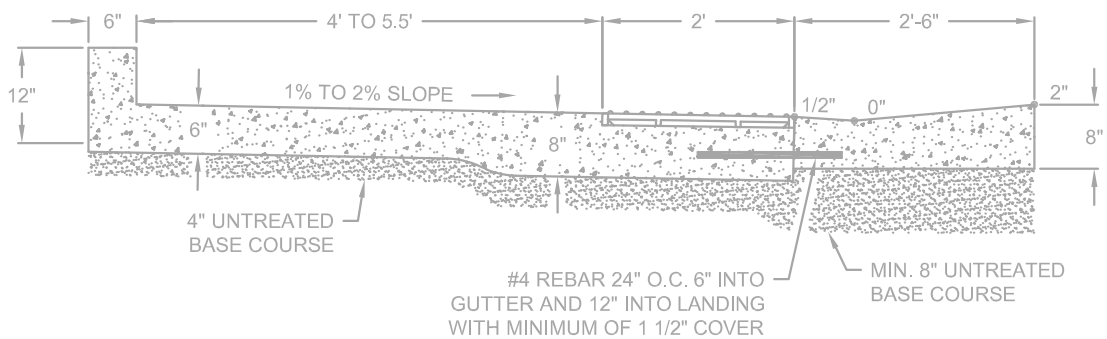 6"
4' TO 5.5'
2'
2'-6"
12"
1% TO 2% SLOPE
1/2"
0"
2"
6"
8"
8"
4" UNTREATED
BASE COURSE
#4 REBAR 24" O.C. 6" INTO
GUTTER AND 12" INTO LANDING
WITH MINIMUM OF 1 1/2" COVER
MIN. 8" UNTREATED
BASE COURSE